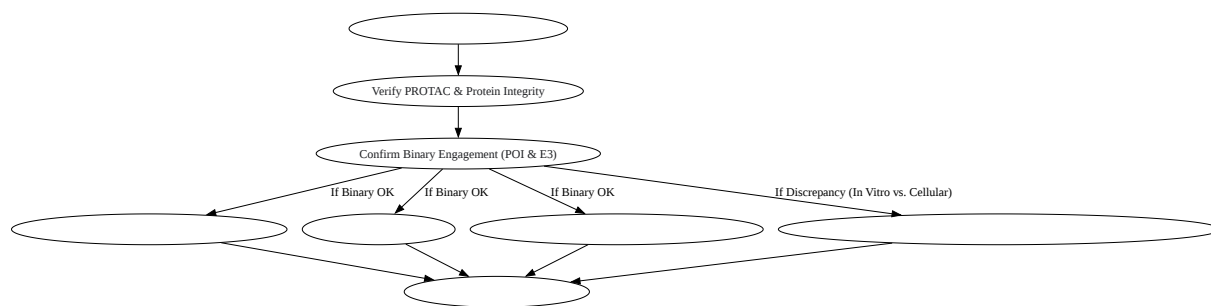 Verify PROTAC & Protein Integrity
Confirm Binary Engagement (POI & E3)
If Binary OK
If Binary OK
If Binary OK
If Discrepancy (In Vitro vs. Cellular)